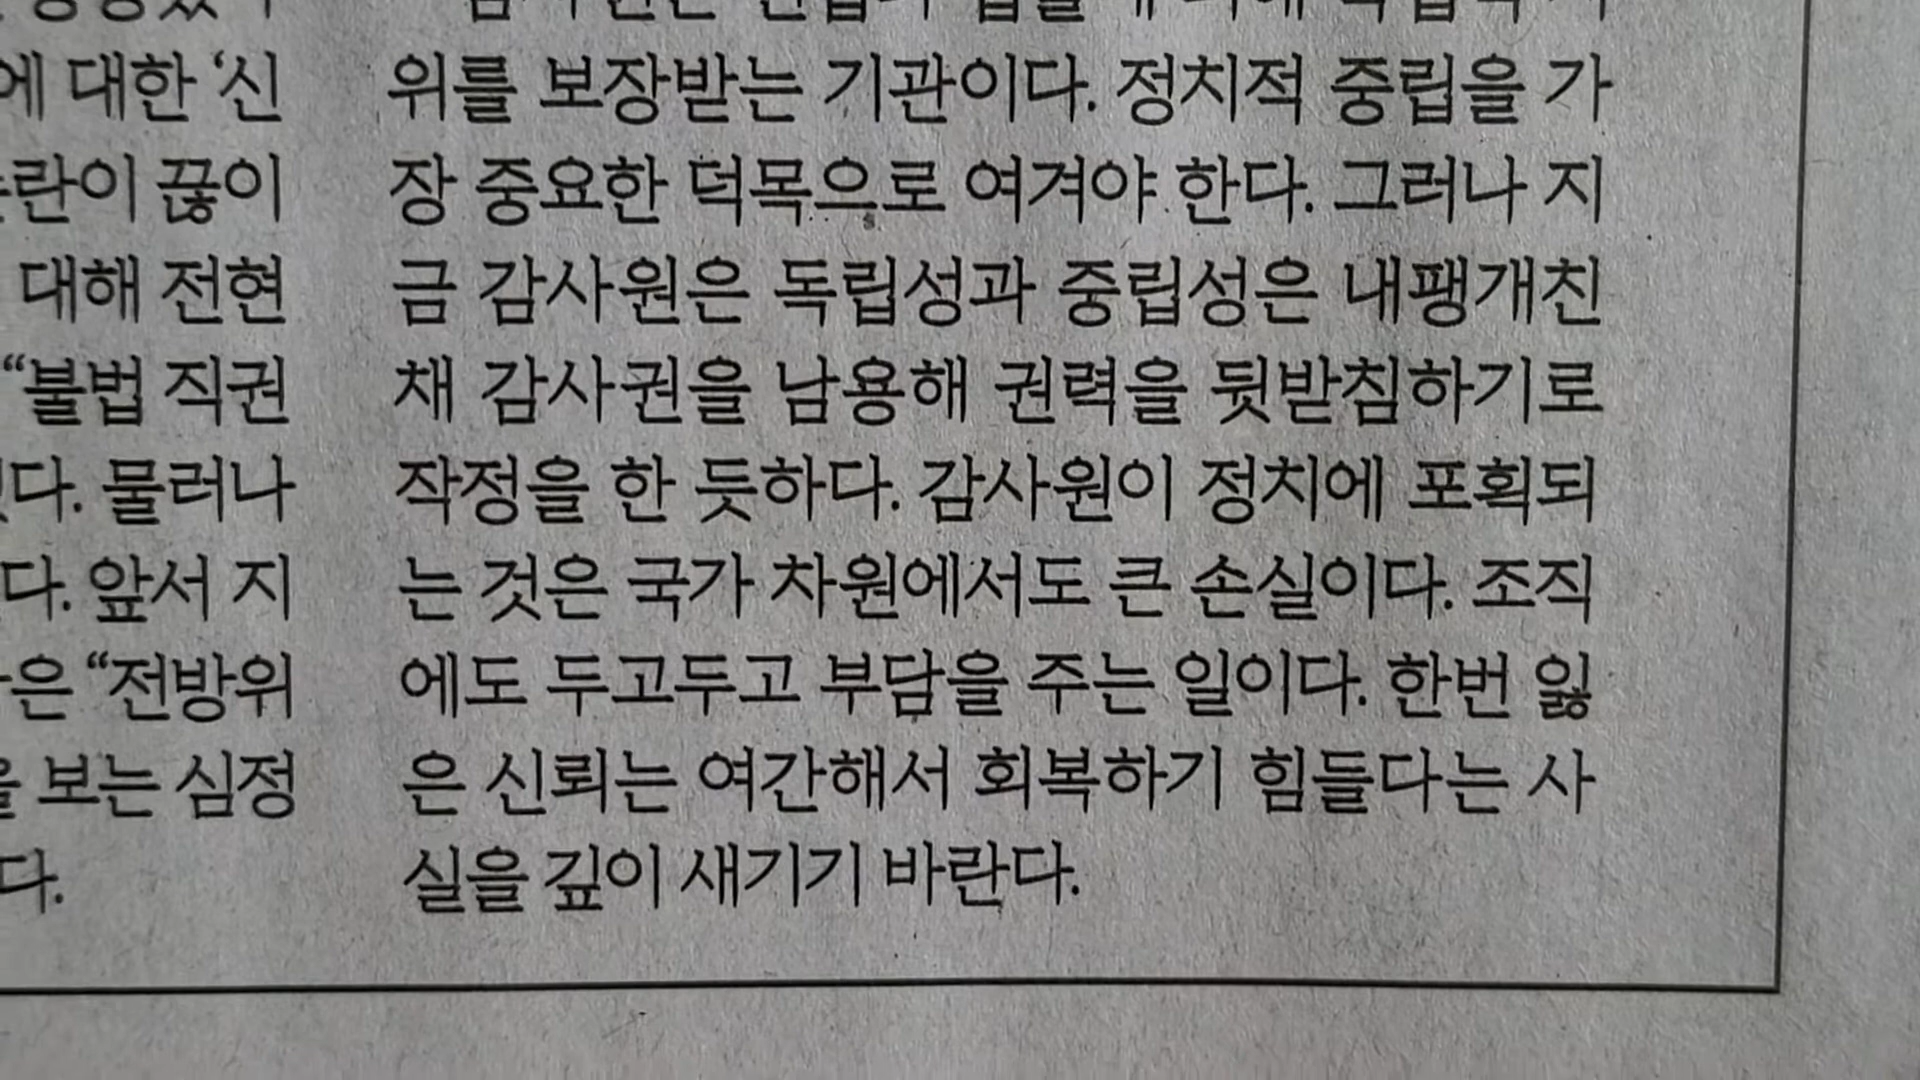 에 대한 ‘신
란이 끊이
대해 전현
“불법 직권
다. 물러나
다. 앞서 지
은 “전방위
보는 심정
다.
위를 보장받는 기관이다. 정치적 중립을 가
장 중요한 덕목으로 여겨야 한다. 그러나 지
금 감사원은 독립성과 중립성은 내팽개친
채 감사권을 남용해 권력을 뒷받침하기로
작정을 한 듯하다. 감사원이 정치에 포획되
는 것은 국가 차원에서도 큰 손실이다. 조직
에도 두고두고 부담을 주는 일이다. 한번 잃
은 신뢰는 여간해서 회복하기 힘들다는 사
실을 깊이 새기기 바란다.